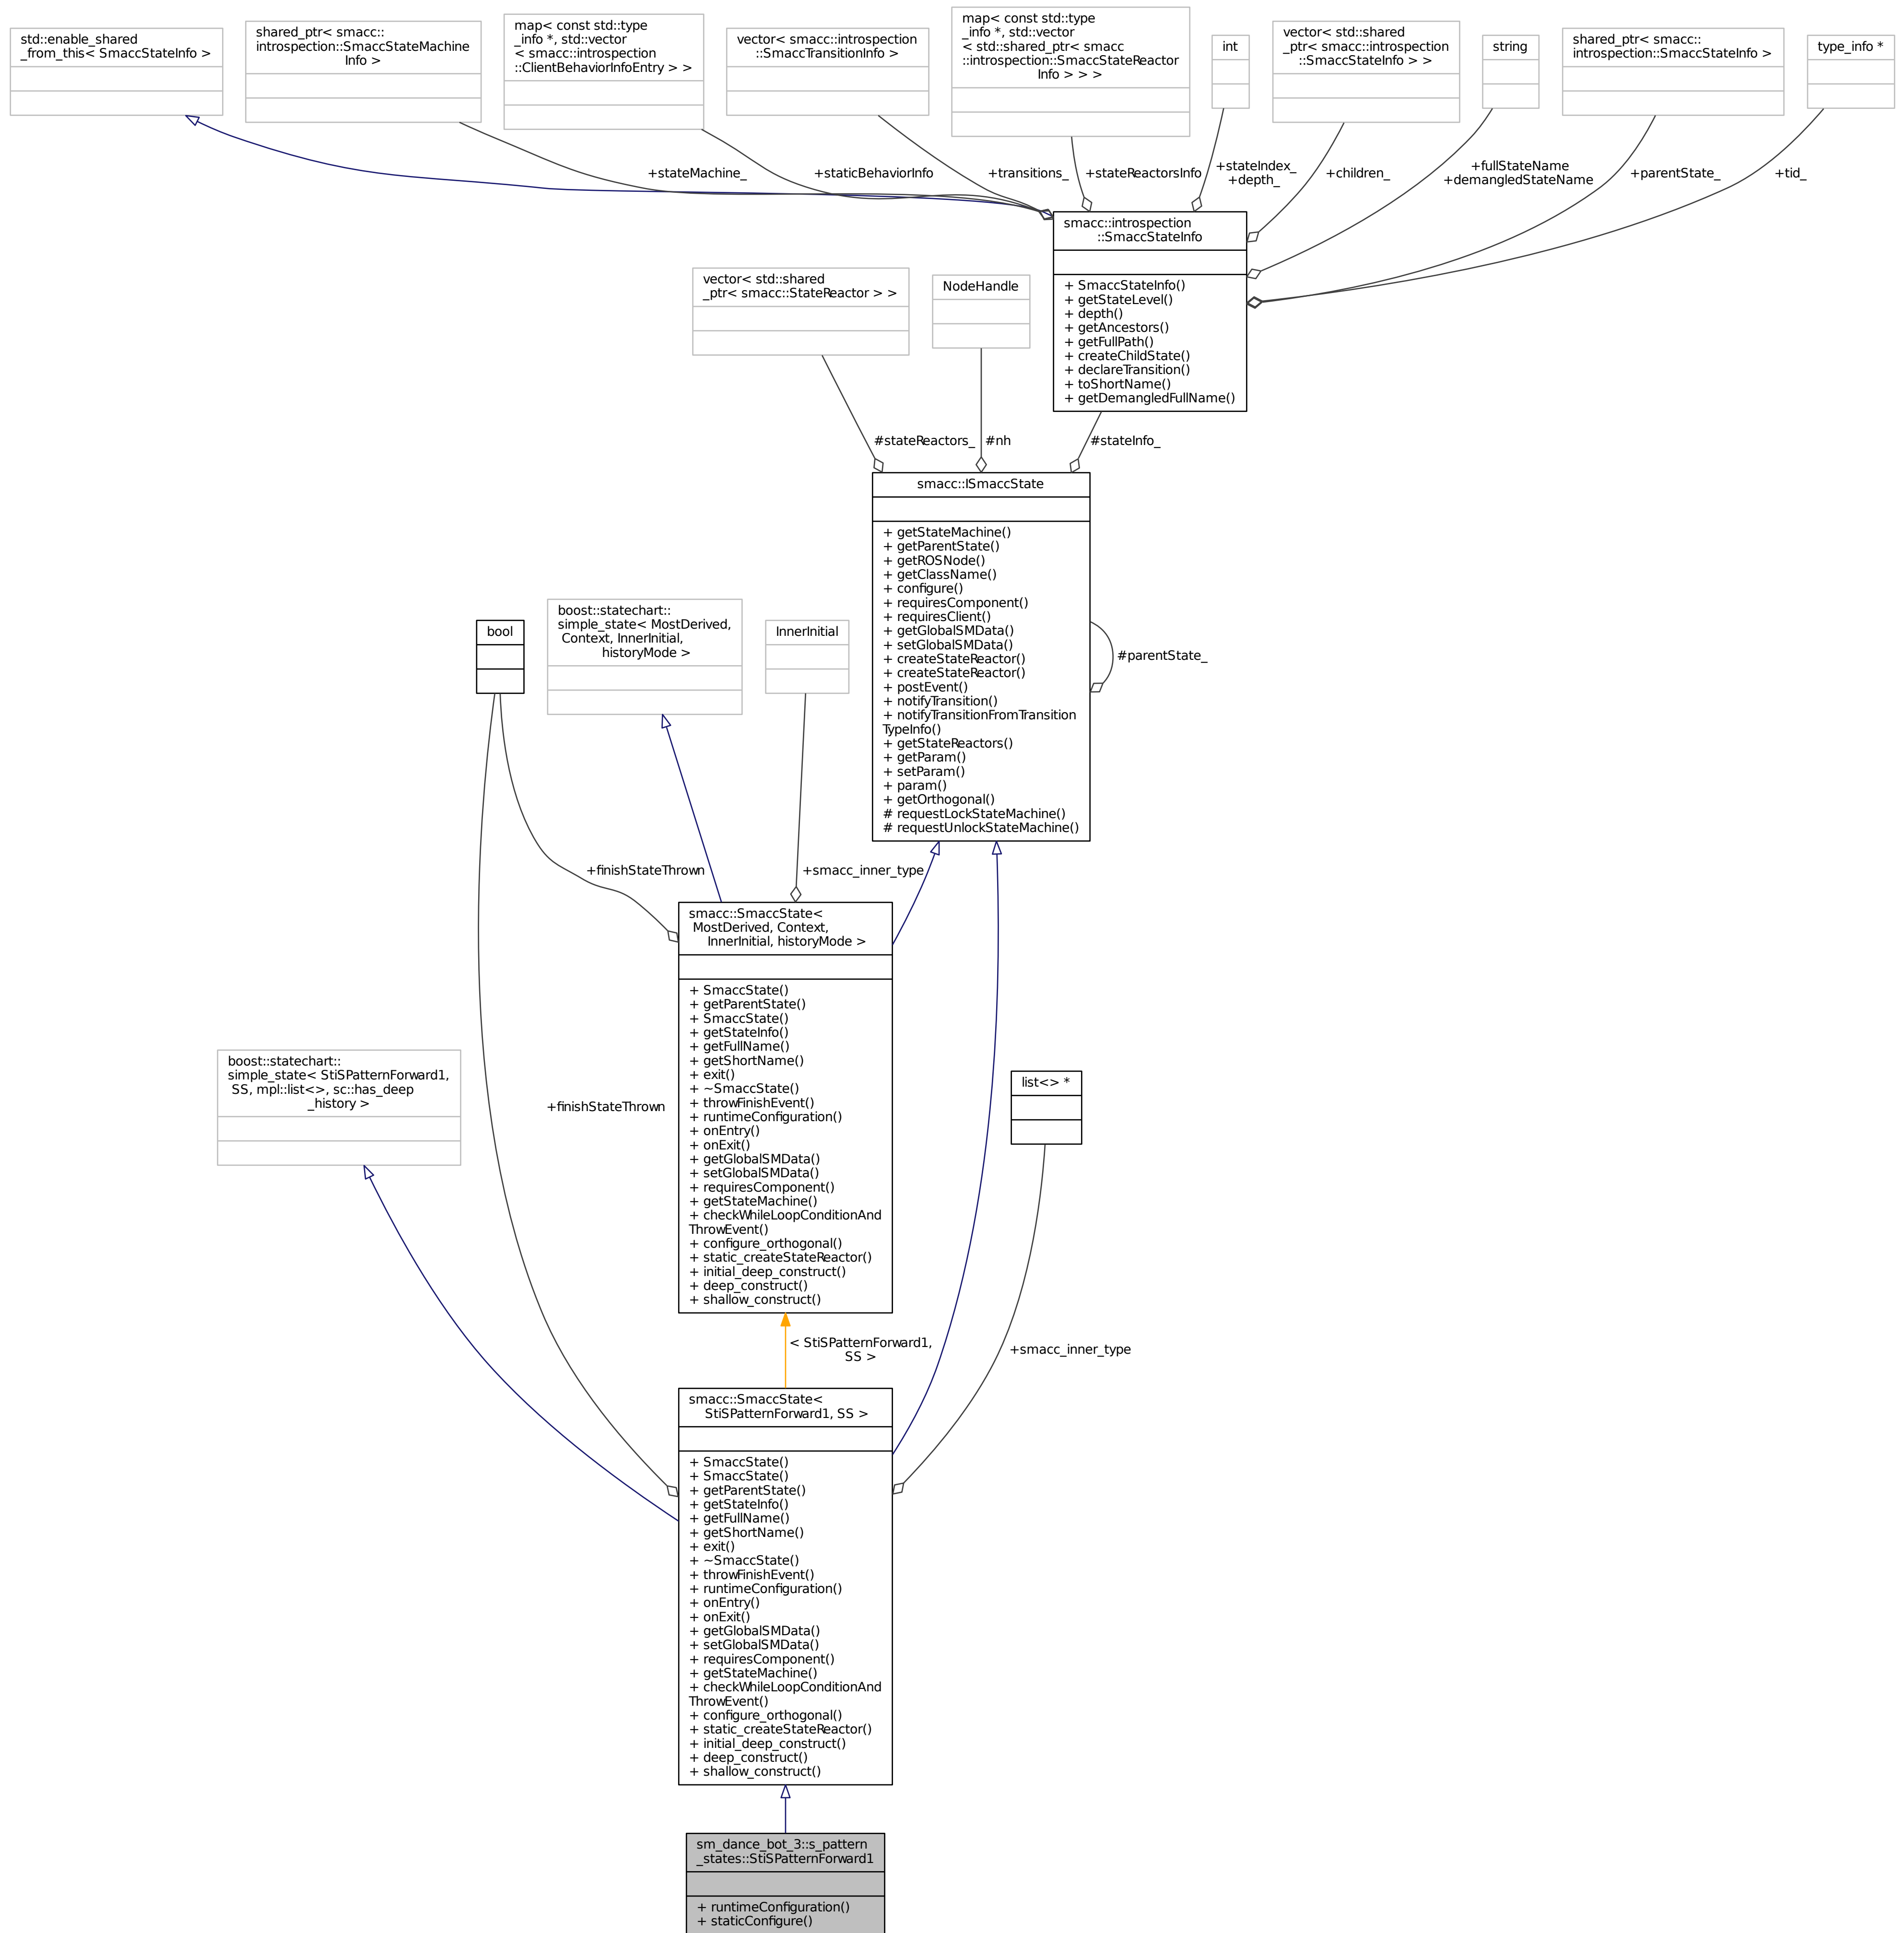 std::enable_shared
_from_this< SmaccStateInfo >
shared_ptr< smacc::
introspection::SmaccStateMachine
Info >
map< const std::type
_info *, std::vector
< smacc::introspection
::ClientBehaviorInfoEntry > >
vector< smacc::introspection
::SmaccTransitionInfo >
map< const std::type
_info *, std::vector
< std::shared_ptr< smacc
::introspection::SmaccStateReactor
Info > > >
int
vector< std::shared
_ptr< smacc::introspection
::SmaccStateInfo > >
string
shared_ptr< smacc::
introspection::SmaccStateInfo >
type_info *
+stateMachine_
+staticBehaviorInfo
+transitions_
+stateReactorsInfo
+stateIndex_
+depth_
+children_
+fullStateName
+demangledStateName
+parentState_
+tid_
smacc::introspection
::SmaccStateInfo
+ SmaccStateInfo()
+ getStateLevel()
+ depth()
+ getAncestors()
+ getFullPath()
+ createChildState()
+ declareTransition()
+ toShortName()
+ getDemangledFullName()
vector< std::shared
_ptr< smacc::StateReactor > >
NodeHandle
#stateReactors_
#nh
#stateInfo_
smacc::ISmaccState
+ getStateMachine()
+ getParentState()
+ getROSNode()
+ getClassName()
+ configure()
+ requiresComponent()
+ requiresClient()
+ getGlobalSMData()
+ setGlobalSMData()
+ createStateReactor()
+ createStateReactor()
+ postEvent()
+ notifyTransition()
+ notifyTransitionFromTransition
TypeInfo()
+ getStateReactors()
+ getParam()
+ setParam()
+ param()
+ getOrthogonal()
# requestLockStateMachine()
# requestUnlockStateMachine()
#parentState_
bool
boost::statechart::
simple_state< MostDerived,
Context, InnerInitial,
historyMode >
InnerInitial
+finishStateThrown
+smacc_inner_type
smacc::SmaccState<
MostDerived, Context,
InnerInitial, historyMode >
+ SmaccState()
+ getParentState()
+ SmaccState()
+ getStateInfo()
+ getFullName()
+ getShortName()
+ exit()
+ ~SmaccState()
+ throwFinishEvent()
+ runtimeConfiguration()
+ onEntry()
+ onExit()
+ getGlobalSMData()
+ setGlobalSMData()
+ requiresComponent()
+ getStateMachine()
+ checkWhileLoopConditionAnd
ThrowEvent()
+ configure_orthogonal()
+ static_createStateReactor()
+ initial_deep_construct()
+ deep_construct()
+ shallow_construct()
boost::statechart::
simple_state< StiSPatternForward1,
SS, mpl::list<>, sc::has_deep
_history >
+finishStateThrown
list<> *
< StiSPatternForward1,
SS >
+smacc_inner_type
smacc::SmaccState<
StiSPatternForward1, SS >
+ SmaccState()
+ SmaccState()
+ getParentState()
+ getStateInfo()
+ getFullName()
+ getShortName()
+ exit()
+ ~SmaccState()
+ throwFinishEvent()
+ runtimeConfiguration()
+ onEntry()
+ onExit()
+ getGlobalSMData()
+ setGlobalSMData()
+ requiresComponent()
+ getStateMachine()
+ checkWhileLoopConditionAnd
ThrowEvent()
+ configure_orthogonal()
+ static_createStateReactor()
+ initial_deep_construct()
+ deep_construct()
+ shallow_construct()
sm_dance_bot_3::s_pattern
_states::StiSPatternForward1
+ runtimeConfiguration()
+ staticConfigure()